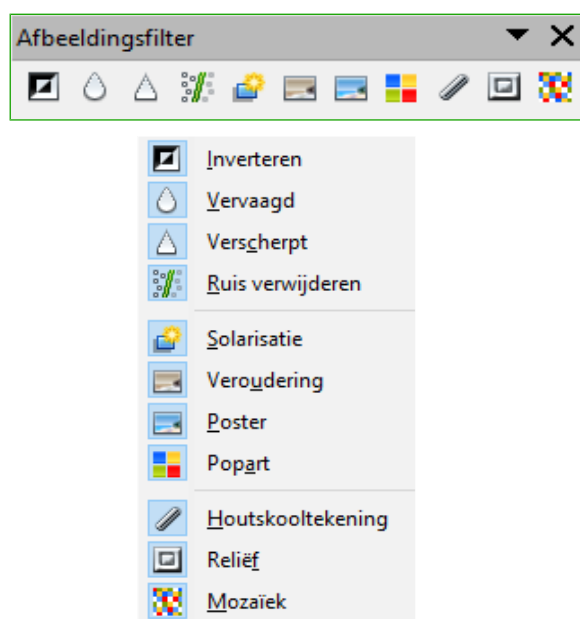 Afbeeldingsfilter
Inverteren
Vervaagd
Verscherpt
Ruis verwijderen
Solarisatie
Veroudering
Poster
Popart
Houtskooltekening
Reliëf
Mozaïek